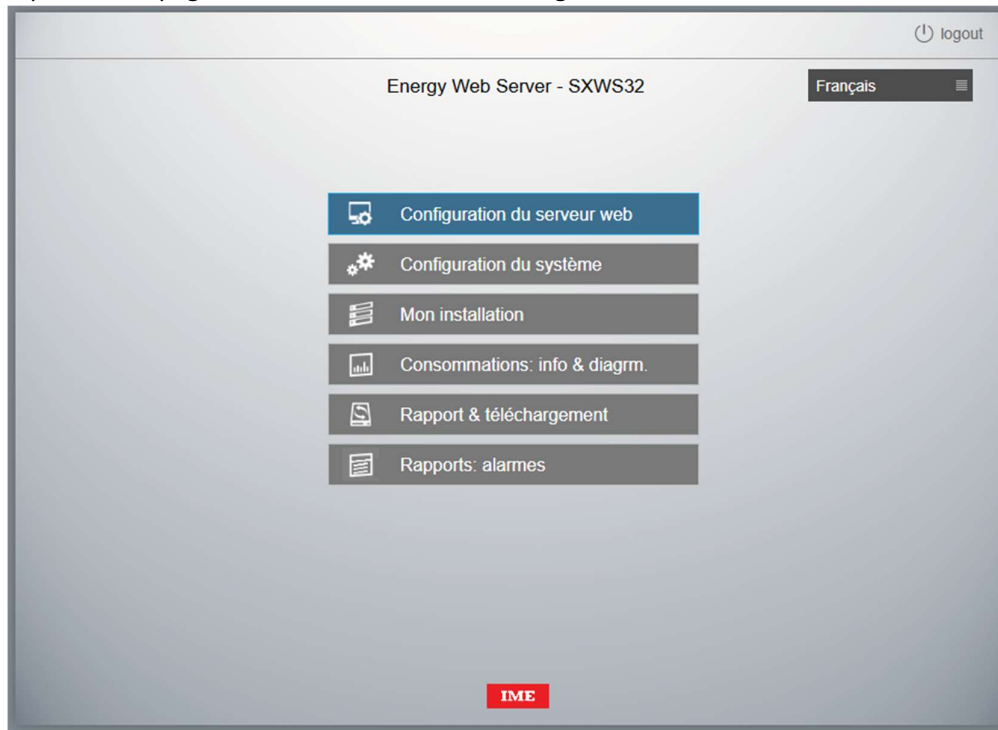 logout
Energy Web Server - SXWS32
Français
Configuration du serveur web
Configuration du système
Mon installation
Consommations: info & diagrm.
Rapport & téléchargement
Rapports: alarmes
IME